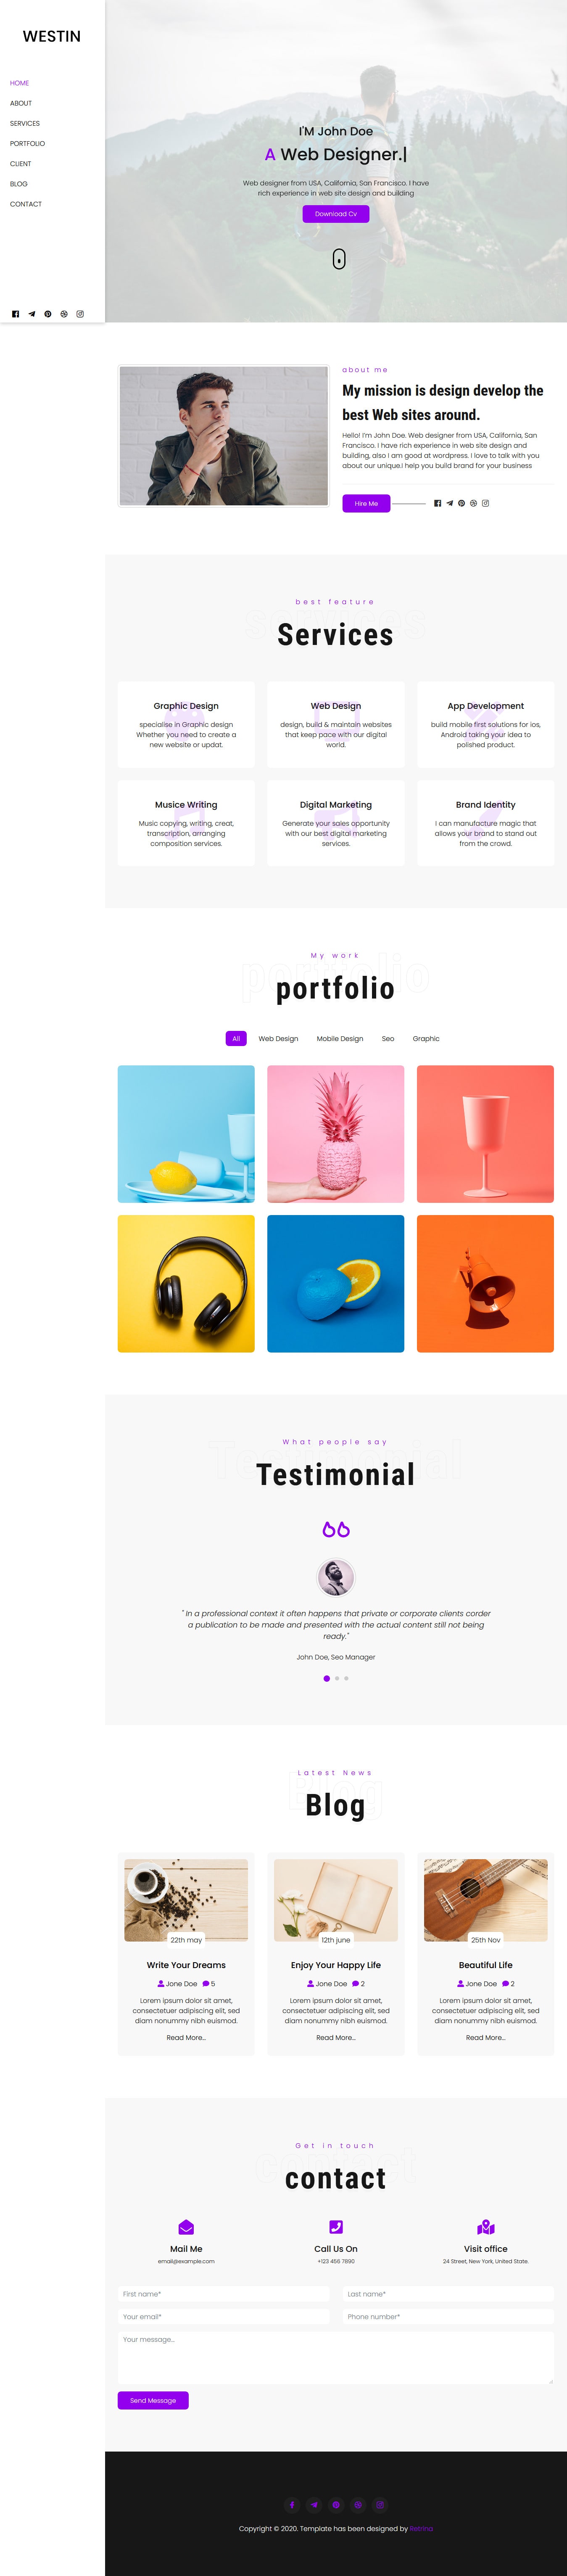 WESTIN
HOME
ABOUT
SERVICES
PORTFOLIO
CLIENT
BLOG
CONTACT
I'M John Doe
A Web Designer.|
Web designer from USA, California, San Francisco. I have
rich experience in web site design and building
Download Cv
about me
My mission is design develop the
best Web sites around.
Hello! I'm John Doe. Web designer from USA, California, San
Francisco. I have rich experience in web site design and
building, also I am good at wordpress. I love to talk with you
about our unique.I help you build brand for your business
Hire Me
best feature
services
Services
Graphic Design
specialise in Graphic design
Whether you need to create a
new website or updat.
Web Design
design, build & maintain websites
that keep pace with our digital
world.
App Development
build mobile first solutions for ios,
Android taking your idea to
polished product.
Musice Writing
Music copying, writing, creat,
transcription, arranging
composition services.
Digital Marketing
Generate your sales opportunity
with our best digital marketing
services.
Brand Identity
I can manufacture magic that
allows your brand to stand out
from the crowd.
My work
portfolio
portfolio
All
Web Design
Mobile Design
Seo
Graphic
What people say
Testimonial
Testimonial
" In a professional context it often happens that private or corporate clients corder
a publication to be made and presented with the actual content still not being
ready."
John Doe, Seo Manager
Latest News
Blog
Blog
22th may
Write Your Dreams
Jone Doe 5
Lorem ipsum dolor sit amet,
consectetuer adipiscing elit, sed
diam nonummy nibh euismod.
Read More...
12th june
Enjoy Your Happy Life
Jone Doe 2
Lorem ipsum dolor sit amet,
consectetuer adipiscing elit, sed
diam nonummy nibh euismod.
Read More...
25th Nov
Beautiful Life
Jone Doe 2
Lorem ipsum dolor sit amet,
consectetuer adipiscing elit, sed
diam nonummy nibh euismod.
Read More...
Get in touch
contact
contact
Mail Me
email@example.com
Call Us On
+123 456 7890
Visit office
24 Street, New York, United State.
First name*
Last name*
Your email*
Phone number*
Your message...
Send Message
Copyright © 2020. Template has been designed by